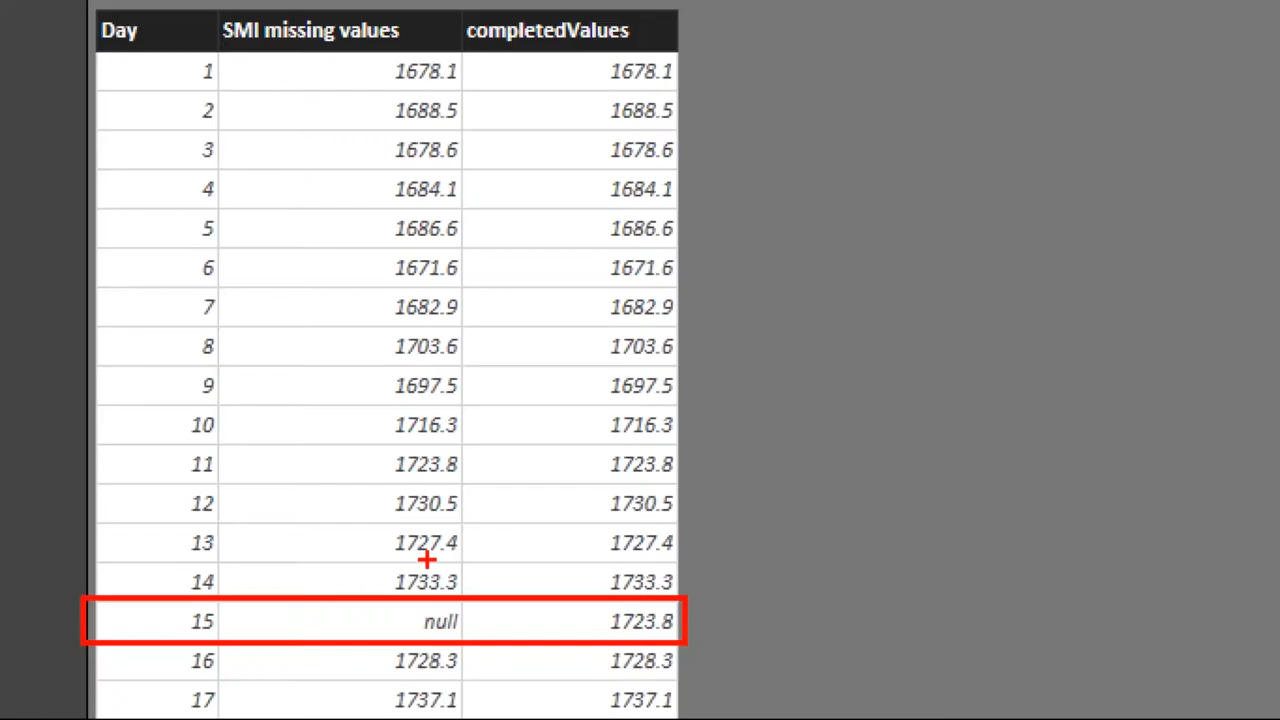 Day SMI missing values completedValues
1 1678.1 1678.1
2 1688.5 1688.5
3 1678.6 1678.6
4 1684.1 1684.1
5 1686.6 1686.6
6 1671.6 1671.6
7 1682.9 1682.9
8 1703.6 1703.6
9 1697.5 1697.5
10 1716.3 1716.3
11 1723.8 1723.8
12 1730.5 1730.5
13 1727.4 1727.4
14 1733.3 1733.3
15 null 1723.8
16 1728.3 1728.3
17 1737.1 1737.1